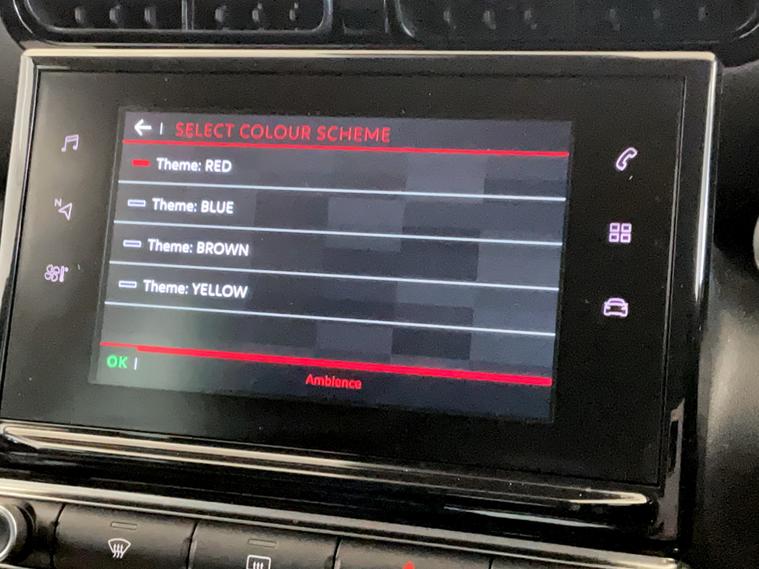 SELECT COLOUR SCHEME
Theme: RED
Theme: BLUE
N
Theme: BROWN
Theme: YELLOW
OK
Ambience